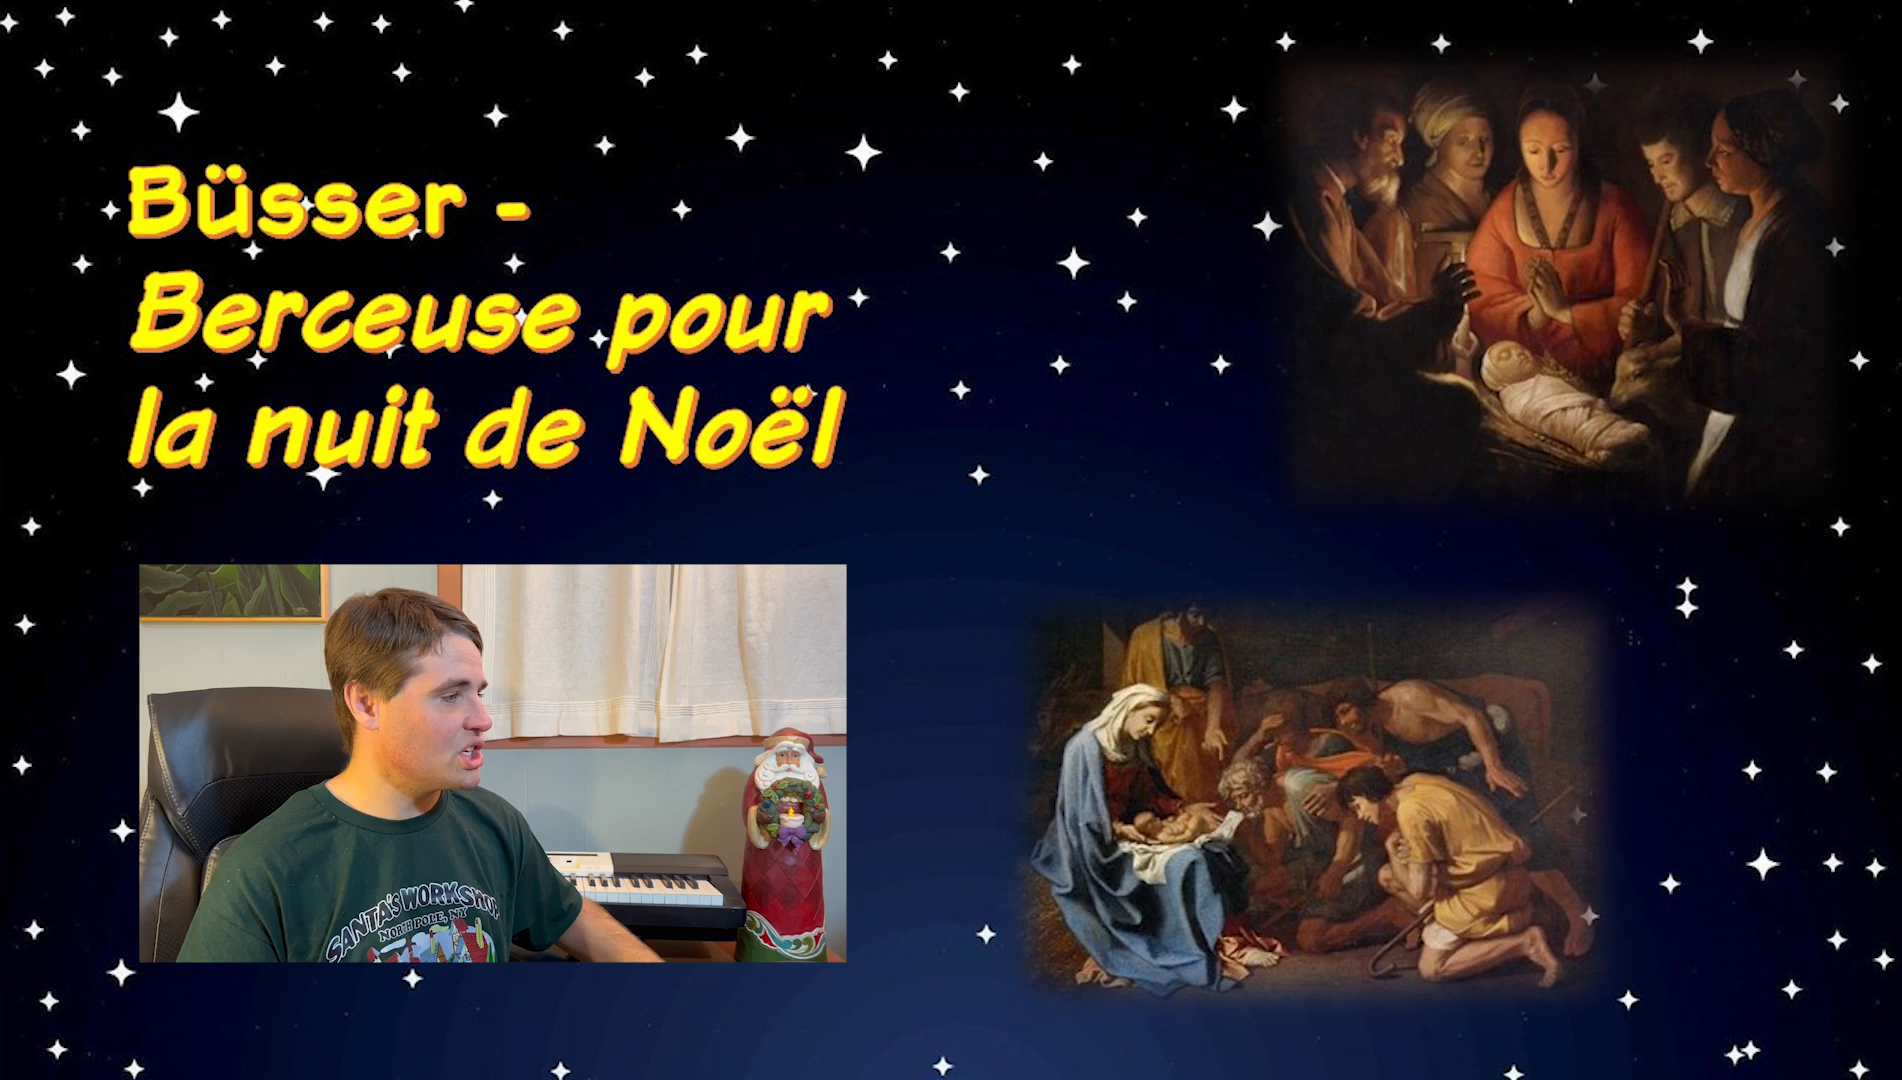 Büsser -
Berceuse pour
la nuit de Noël
SANTA'S WORKSHOP
NORTH POLE, NY